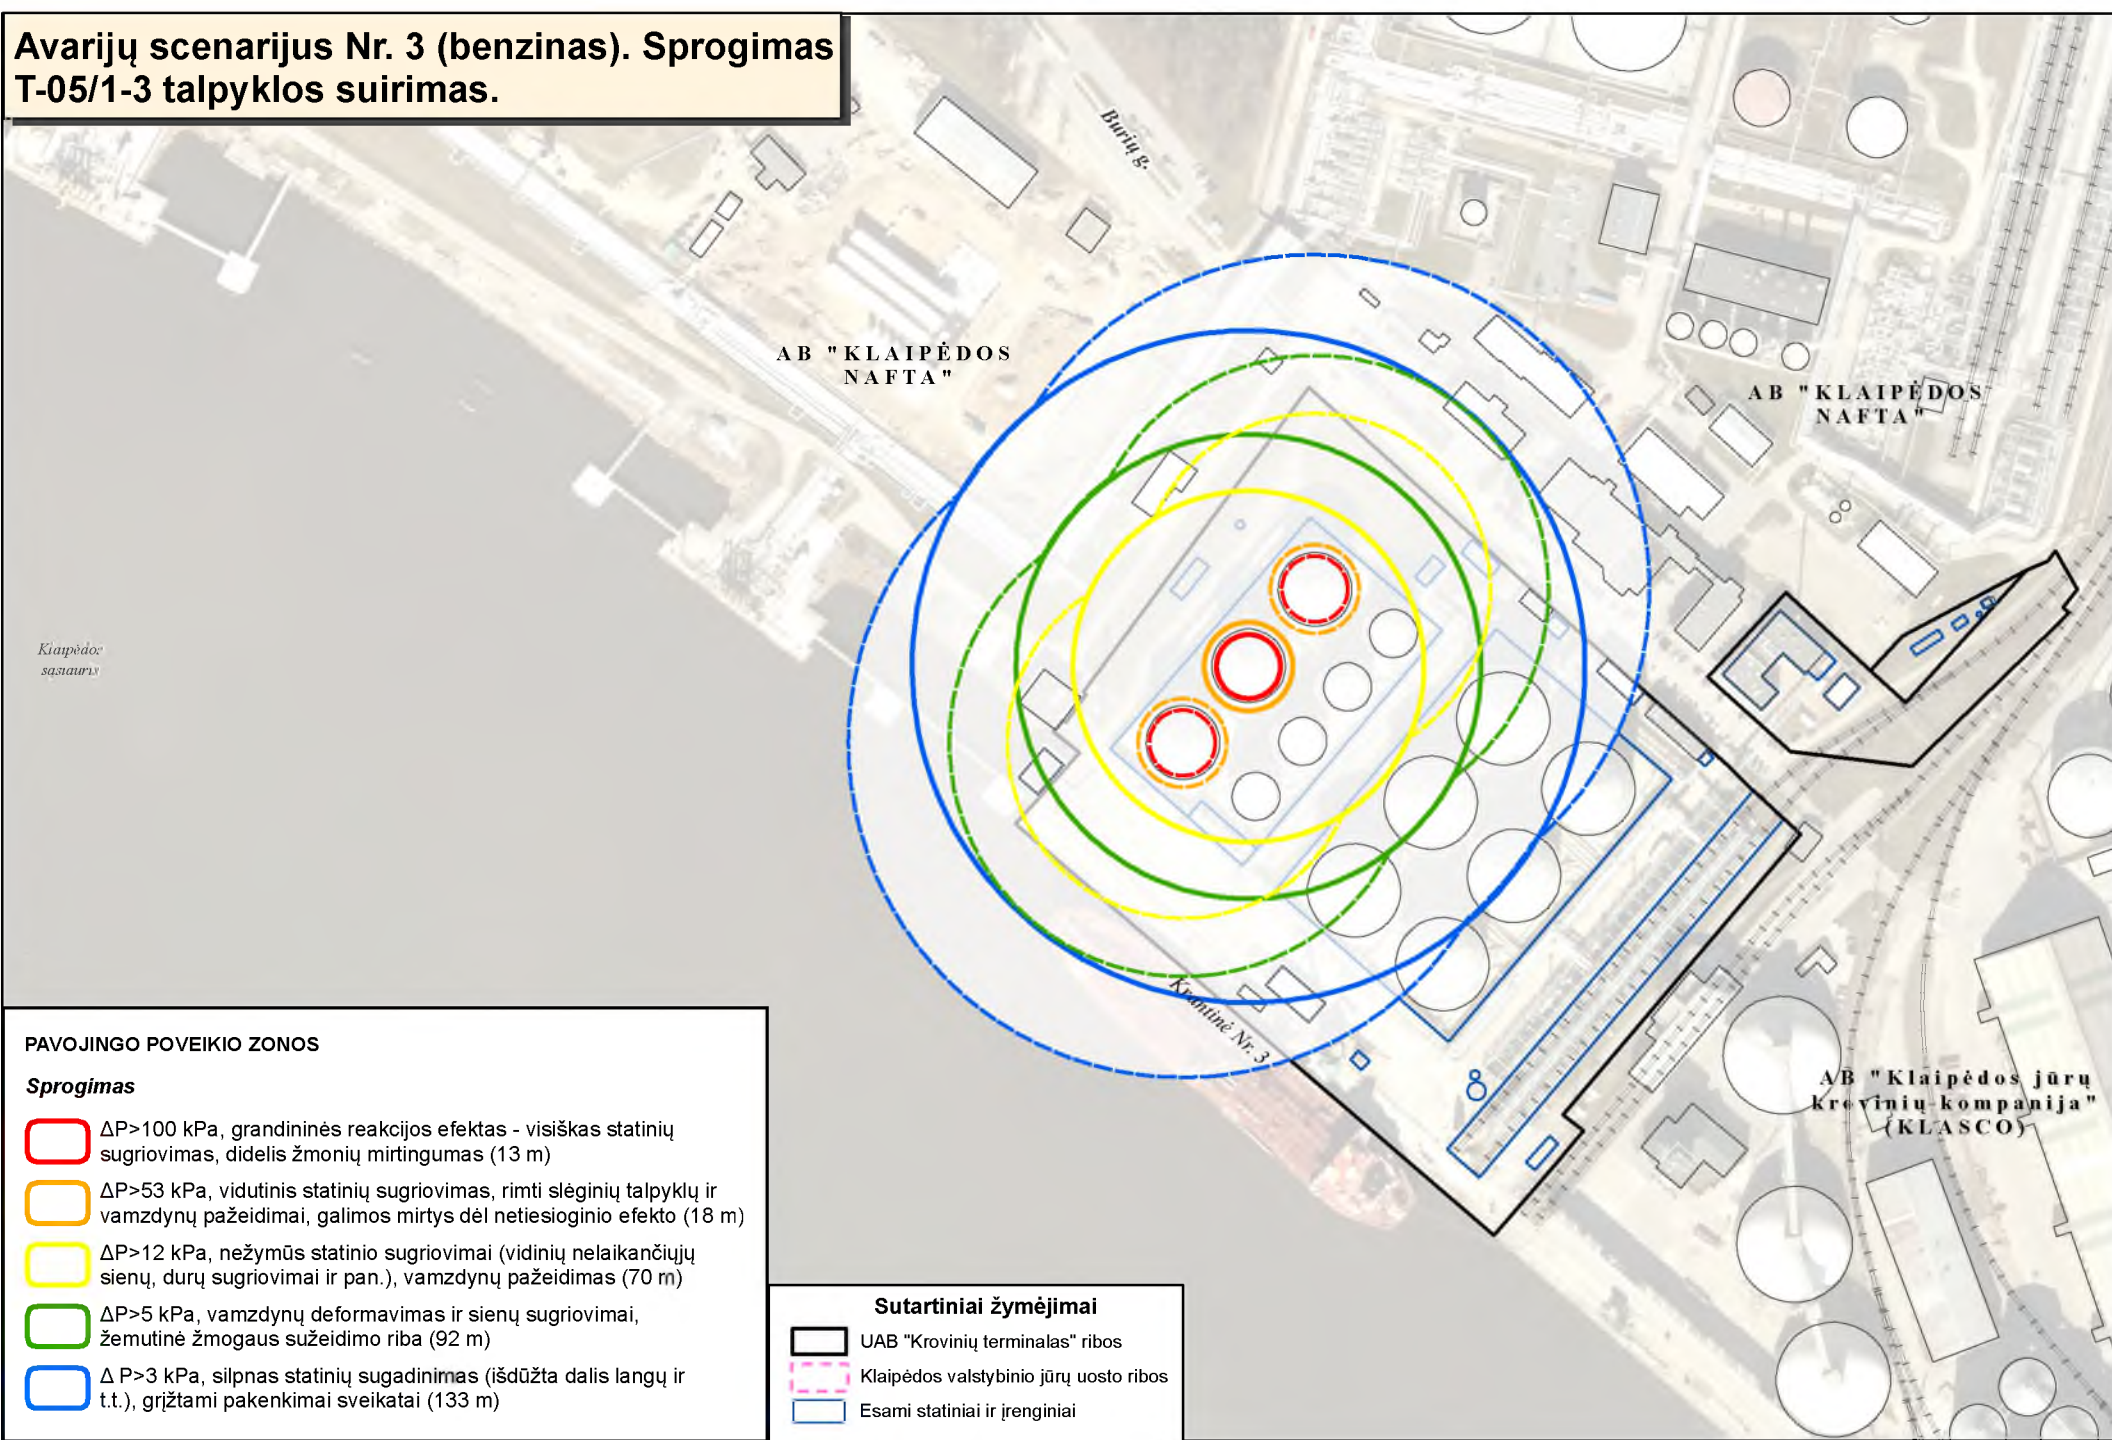 Avarijų scenarijus Nr. 3 (benzinas). Sprogimas
T-05/1-3 talpyklos suirimas.
Burių g.
AB "KLAIPĖDOS
NAFTA"
AB "KLAIPĖDOS
NAFTA"
Klaipėdos
sąsiauris
Krantinė Nr. 3
AB "Klaipėdos jūrų
krovinių kompanija"
(KLASCO)
PAVOJINGO POVEIKIO ZONOS
Sprogimas
ΔP>100 kPa, grandininės reakcijos efektas - visiškas statinių
sugriovimas, didelis žmonių mirtingumas (13 m)
ΔP>53 kPa, vidutinis statinių sugriovimas, rimti slėginių talpyklų ir
vamzdynų pažeidimai, galimos mirtys dėl netiesioginio efekto (18 m)
ΔP>12 kPa, nežymūs statinio sugriovimai (vidinių nelaikančiųjų
sienų, durų sugriovimai ir pan.), vamzdynų pažeidimas (70 m)
ΔP>5 kPa, vamzdynų deformavimas ir sienų sugriovimai,
žemutinė žmogaus sužeidimo riba (92 m)
Δ P>3 kPa, silpnas statinių sugadinimas (išdūžta dalis langų ir
t.t.), grįžtami pakenkimai sveikatai (133 m)
Sutartiniai žymėjimai
UAB "Krovinių terminalas" ribos
Klaipėdos valstybinio jūrų uosto ribos
Esami statiniai ir įrenginiai